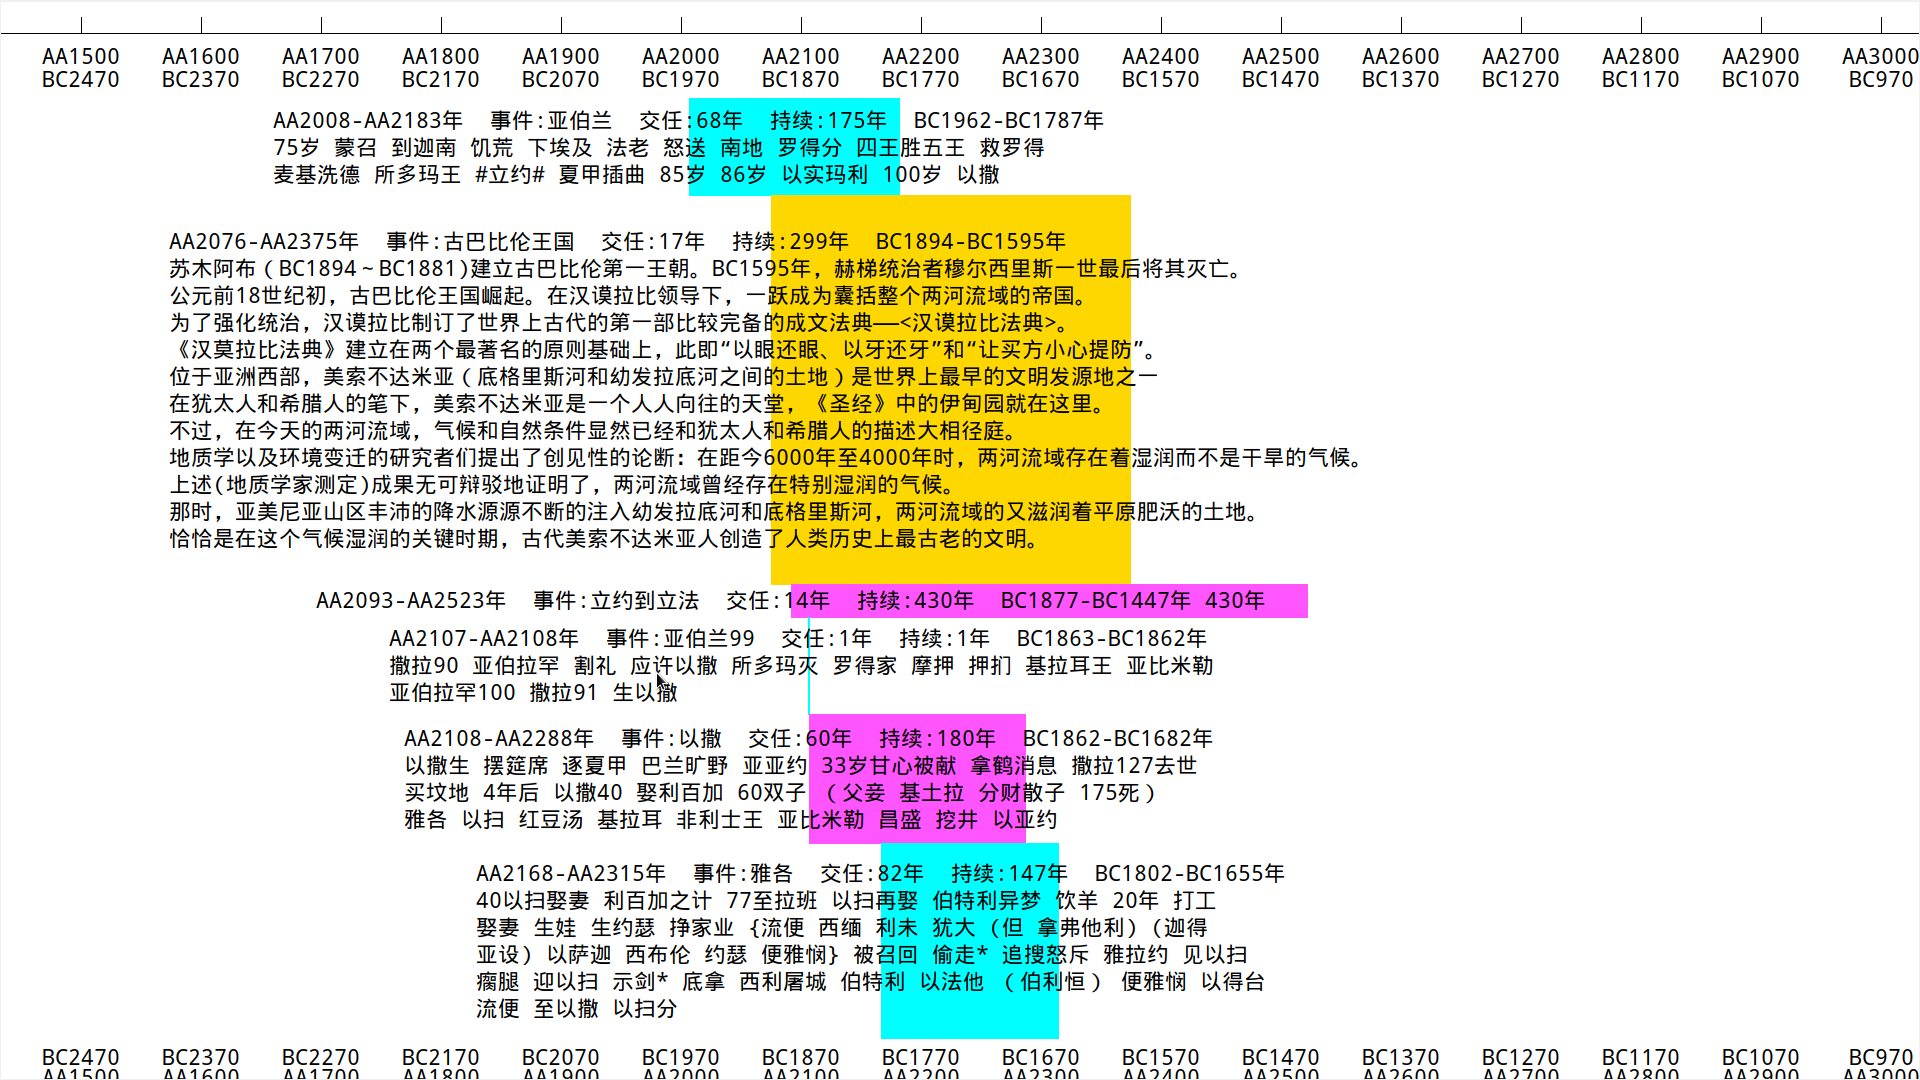 AA1500 AA1600 AA1700 AA1800 AA1900 AA2000 AA2100 AA2200 AA2300 AA2400 AA2500 AA2600 AA2700 AA2800 AA2900 AA3000
BC2470 BC2370 BC2270 BC2170 BC2070 BC1970 BC1870 BC1770 BC1670 BC1570 BC1470 BC1370 BC1270 BC1170 BC1070 BC970
AA2008-AA2183年 事件:亚伯兰 交任:68年 持续:175年 BC1962-BC1787年
75岁 蒙召 到迦南 饥荒 下埃及 法老 怒送 南地 罗得分 四王胜五王 救罗得
麦基洗德 所多玛王 #立约# 夏甲插曲 85岁 86岁 以实玛利 100岁 以撒
AA2076-AA2375年 事件:古巴比伦王国 交任:17年 持续:299年 BC1894-BC1595年
苏木阿布（BC1894～BC1881)建立古巴比伦第一王朝。BC1595年，赫梯统治者穆尔西里斯一世最后将其灭亡。
公元前18世纪初，古巴比伦王国崛起。在汉谟拉比领导下，一跃成为囊括整个两河流域的帝国。
为了强化统治，汉谟拉比制订了世界上古代的第一部比较完备的成文法典——<汉谟拉比法典>。
《汉莫拉比法典》建立在两个最著名的原则基础上，此即“以眼还眼、以牙还牙”和“让买方小心提防”。
位于亚洲西部，美索不达米亚（底格里斯河和幼发拉底河之间的土地）是世界上最早的文明发源地之一
在犹太人和希腊人的笔下，美索不达米亚是一个人人向往的天堂，《圣经》中的伊甸园就在这里。
不过，在今天的两河流域，气候和自然条件显然已经和犹太人和希腊人的描述大相径庭。
地质学以及环境变迁的研究者们提出了创见性的论断：在距今6000年至4000年时，两河流域存在着湿润而不是干旱的气候。
上述(地质学家测定)成果无可辩驳地证明了，两河流域曾经存在特别湿润的气候。
那时，亚美尼亚山区丰沛的降水源源不断的注入幼发拉底河和底格里斯河，两河流域的又滋润着平原肥沃的土地。
恰恰是在这个气候湿润的关键时期，古代美索不达米亚人创造了人类历史上最古老的文明。
AA2093-AA2523年 事件:立约到立法 交任:14年 持续:430年 BC1877-BC1447年 430年
AA2107-AA2108年 事件:亚伯兰99 交任:1年 持续:1年 BC1863-BC1862年
撒拉90 亚伯拉罕 割礼 应许以撒 所多玛灭 罗得家 摩押 押扪 基拉耳王 亚比米勒
亚伯拉罕100 撒拉91 生以撒
AA2108-AA2288年 事件:以撒 交任:60年 持续:180年 BC1862-BC1682年
以撒生 摆筵席 逐夏甲 巴兰旷野 亚亚约 33岁甘心被献 拿鹤消息 撒拉127去世
买坟地 4年后 以撒40 娶利百加 60双子 （父妾 基土拉 分财散子 175死）
雅各 以扫 红豆汤 基拉耳 非利士王 亚比米勒 昌盛 挖井 以亚约
AA2168-AA2315年 事件:雅各 交任:82年 持续:147年 BC1802-BC1655年
40以扫娶妻 利百加之计 77至拉班 以扫再娶 伯特利异梦 饮羊 20年 打工
娶妻 生娃 生约瑟 挣家业 {流便 西缅 利未 犹大 (但 拿弗他利) (迦得
亚设) 以萨迦 西布伦 约瑟 便雅悯} 被召回 偷走* 追搜怒斥 雅拉约 见以扫
瘸腿 迎以扫 示剑* 底拿 西利屠城 伯特利 以法他 （伯利恒） 便雅悯 以得台
流便 至以撒 以扫分
BC2470 BC2370 BC2270 BC2170 BC2070 BC1970 BC1870 BC1770 BC1670 BC1570 BC1470 BC1370 BC1270 BC1170 BC1070 BC970
AA1500 AA1600 AA1700 AA1800 AA1900 AA2000 AA2100 AA2200 AA2300 AA2400 AA2500 AA2600 AA2700 AA2800 AA2900 AA3000